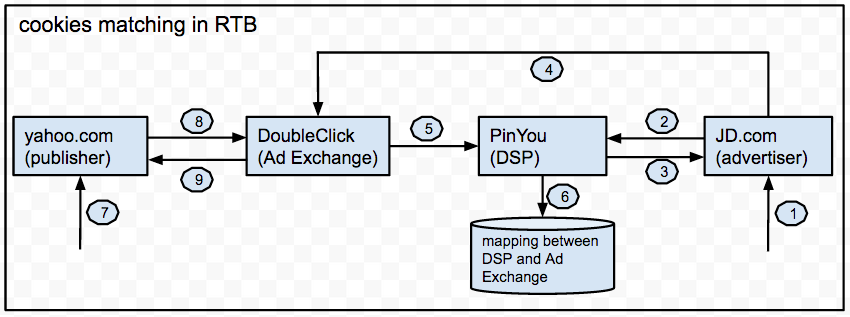 cookies matching in RTB
4
8
5
2
yahoo.com
(publisher)
DoubleClick
(Ad Exchange)
PinYou
(DSP)
JD.com
(advertiser)
9
3
6
7
1
mapping between
DSP and Ad
Exchange